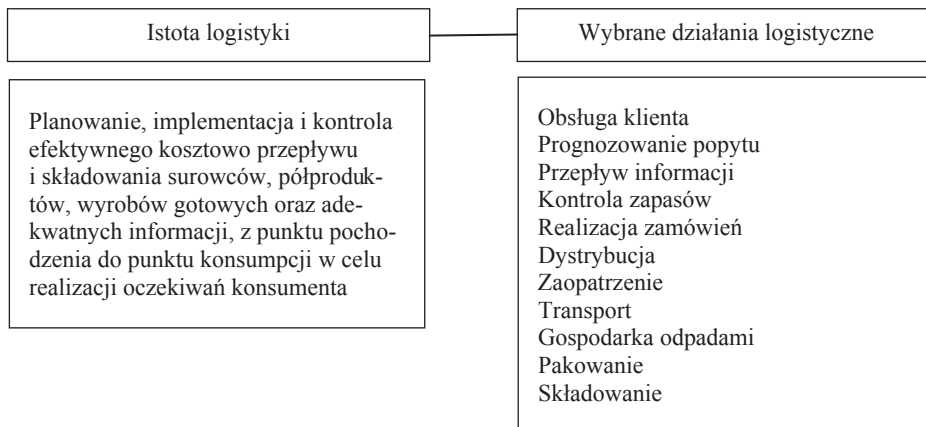 Istota logistyki
Wybrane działania logistyczne
Planowanie, implementacja i kontrola
efektywnego kosztowo przepływu
i składowania surowców, półproduk-
tów, wyrobów gotowych oraz ade-
kwatnych informacji, z punktu pocho-
dzenia do punktu konsumpcji w celu
realizacji oczekiwań konsumenta
Obsługa klienta
Prognozowanie popytu
Przepływ informacji
Kontrola zapasów
Realizacja zamówień
Dystrybucja
Zaopatrzenie
Transport
Gospodarka odpadami
Pakowanie
Składowanie